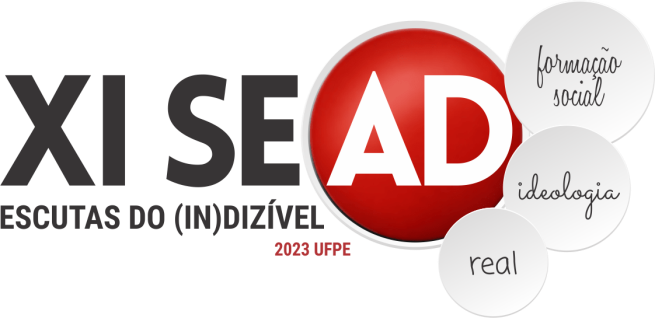 XI SEAD
ESCUTAS DO (IN)DIZÍVEL
2023 UFPE
formação
social
ideologia
real